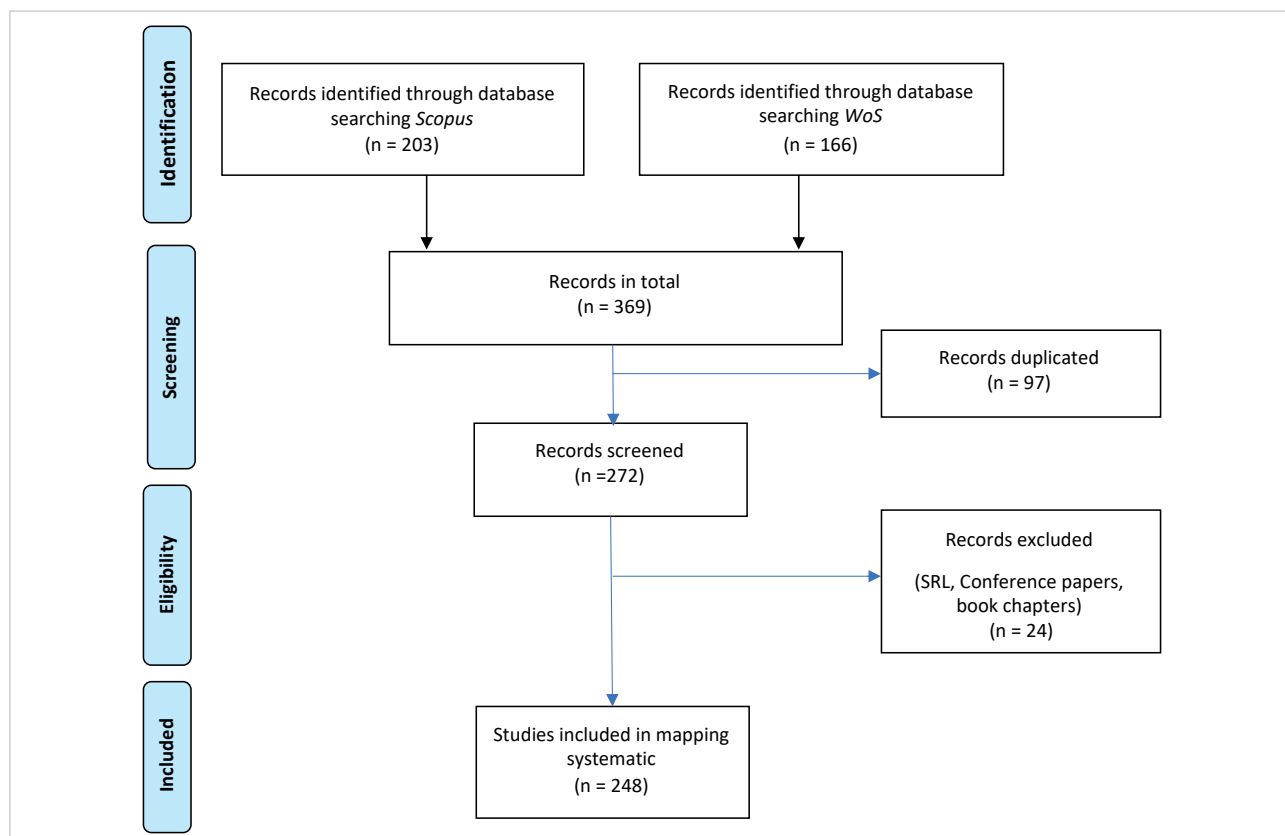 Identification
Records identified through database
searching Scopus
(n = 203)
Records identified through database
searching WoS
(n = 166)
Screening
Records in total
(n = 369)
Records duplicated
(n = 97)
Records screened
(n =272)
Eligibility
Records excluded
(SRL, Conference papers,
book chapters)
(n = 24)
Included
Studies included in mapping
systematic
(n = 248)